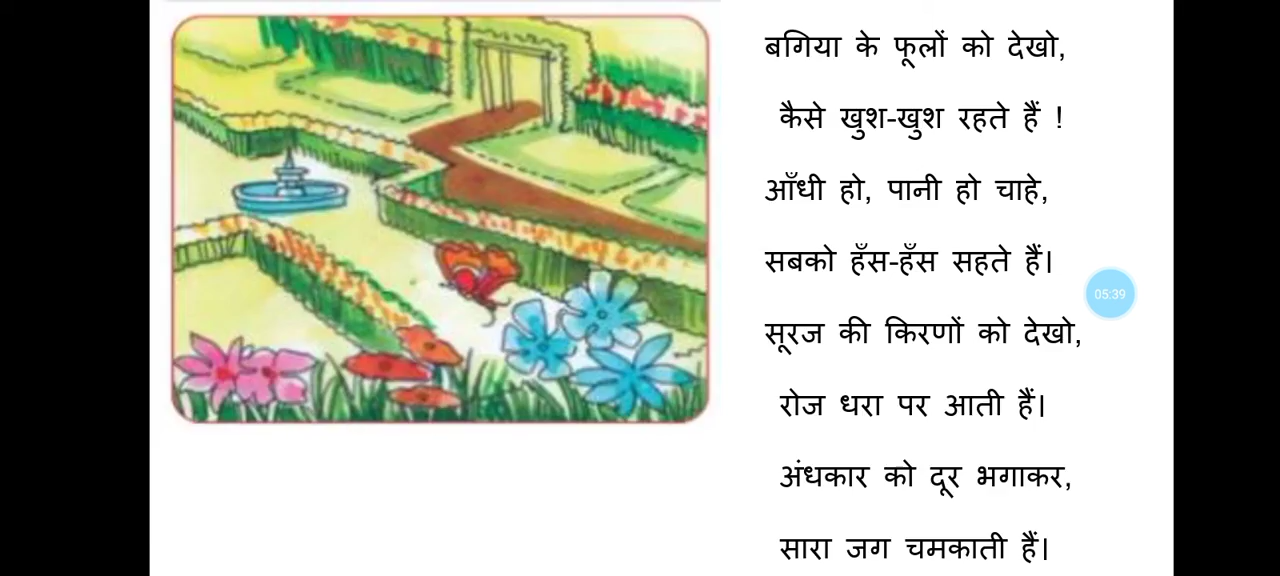 बगिया के फूलों को देखो,
कैसे खुश-खुश रहते हैं !
आँधी हो, पानी हो चाहे,
सबको हँस-हँस सहते हैं।
05:39
सूरज की किरणों को देखो,
रोज धरा पर आती हैं।
अंधकार को दूर भगाकर,
सारा जग चमकाती हैं।